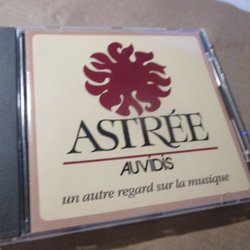 ASTRÉE
AUVIDIS
un autre regard sur la musique